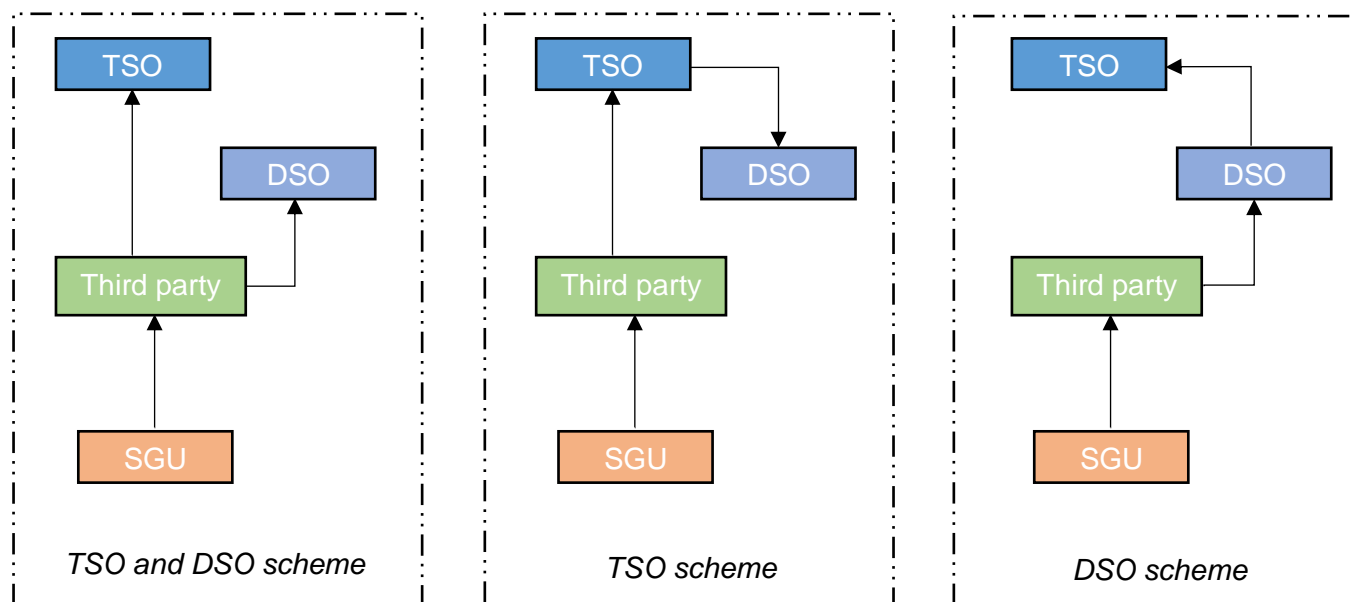 TSO
DSO
Third party
SGU
TSO and DSO scheme
TSO
DSO
Third party
SGU
TSO scheme
TSO
DSO
Third party
SGU
DSO scheme